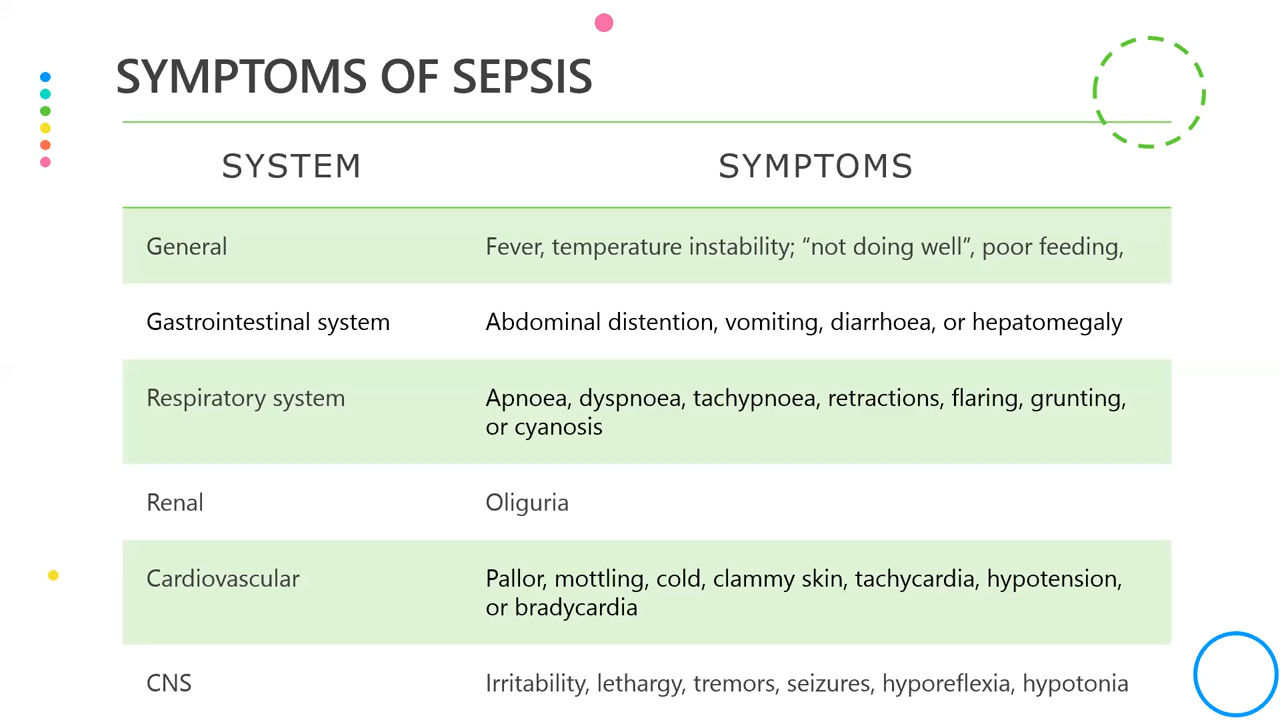 SYMPTOMS OF SEPSIS
SYSTEM SYMPTOMS
General Fever, temperature instability; “not doing well”, poor feeding,
Gastrointestinal system Abdominal distention, vomiting, diarrhoea, or hepatomegaly
Respiratory system Apnoea, dyspnoea, tachypnoea, retractions, flaring, grunting,
or cyanosis
Renal Oliguria
Cardiovascular Pallor, mottling, cold, clammy skin, tachycardia, hypotension,
or bradycardia
CNS Irritability, lethargy, tremors, seizures, hyporeflexia, hypotonia